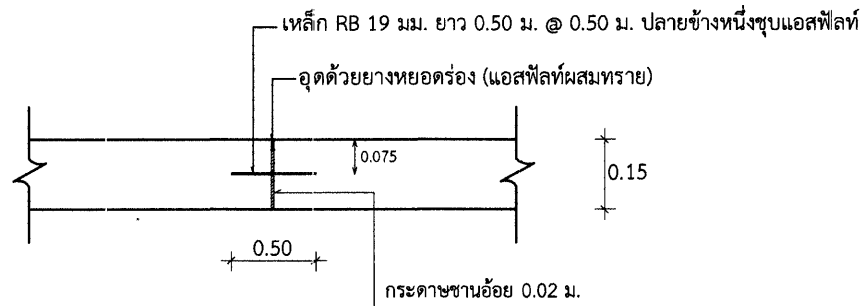 เหล็ก RB 19 มม. ยาว 0.50 ม. @ 0.50 ม. ปลายข้างหนึ่งชุบแอสฟัลท์
อุดด้วยยางหยอดร่อง (แอสฟัลท์ผสมทราย)
0.075
0.15
0.50
กระดาษชานอ้อย 0.02 ม.